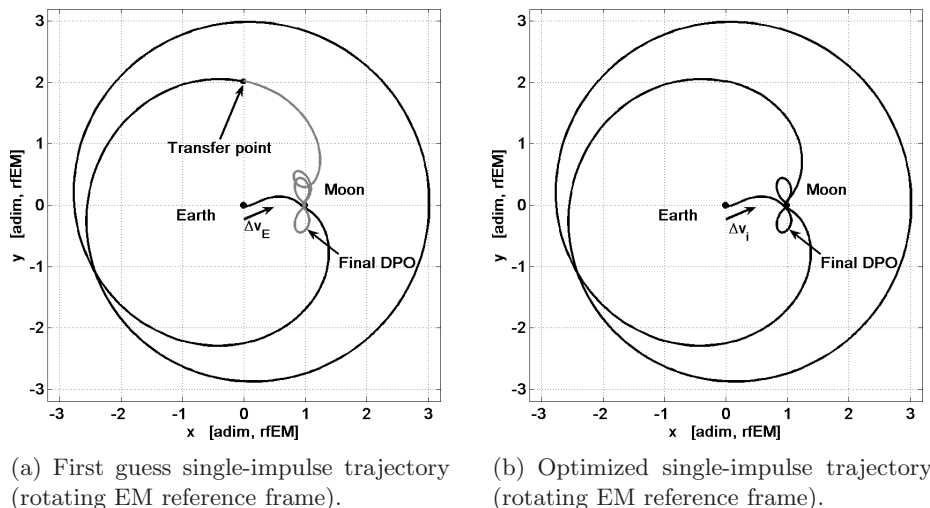 3
2
1
0
-1
-2
-3
y [adim, rfEM]
-3 -2 -1 0 1 2 3
x [adim, rfEM]
Transfer point
Moon
Earth
Δv_E
Final DPO
3
2
1
0
-1
-2
-3
y [adim, rfEM]
-3 -2 -1 0 1 2 3
x [adim, rfEM]
Moon
Earth
Δv_i
Final DPO
(a) First guess single-impulse trajectory
(rotating EM reference frame).
(b) Optimized single-impulse trajectory
(rotating EM reference frame).